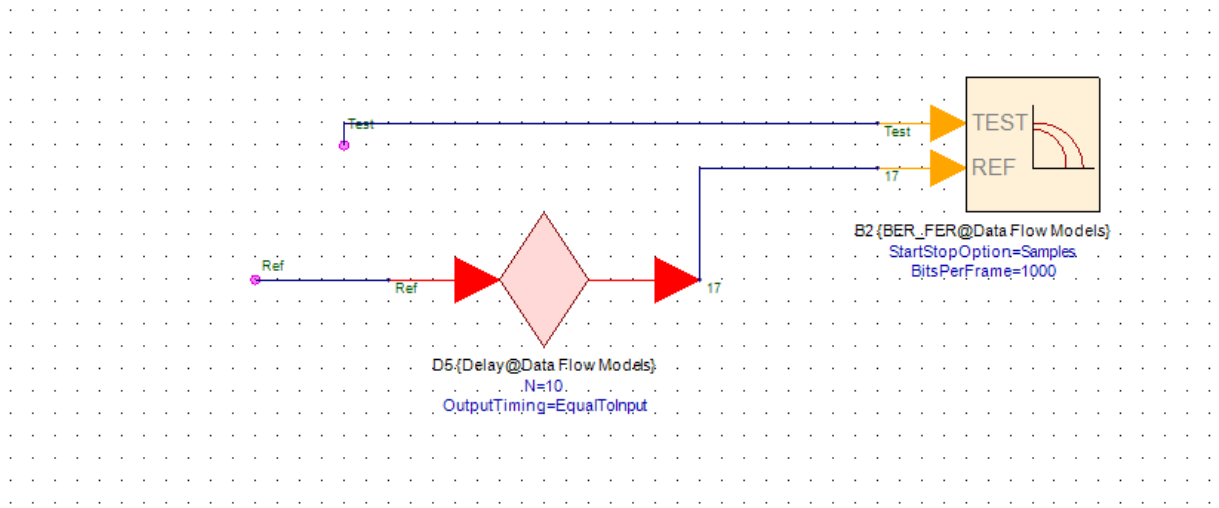 Test
Test
TEST
17
REF
B2 {BER_FER@Data Flow Models}
StartStopOption=Samples
BitsPerFrame=1000
Ref
Ref
17
D5 {Delay@Data Flow Models}
N=10
OutputTiming=EqualToInput